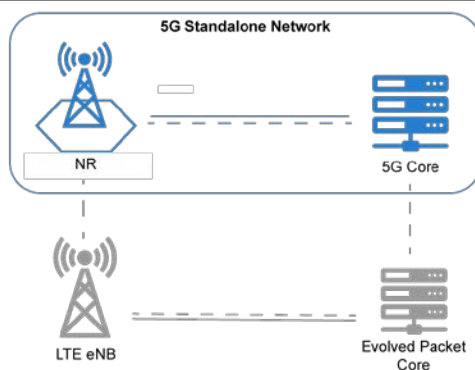 5G Standalone Network
NR
5G Core
LTE eNB
Evolved Packet
Core